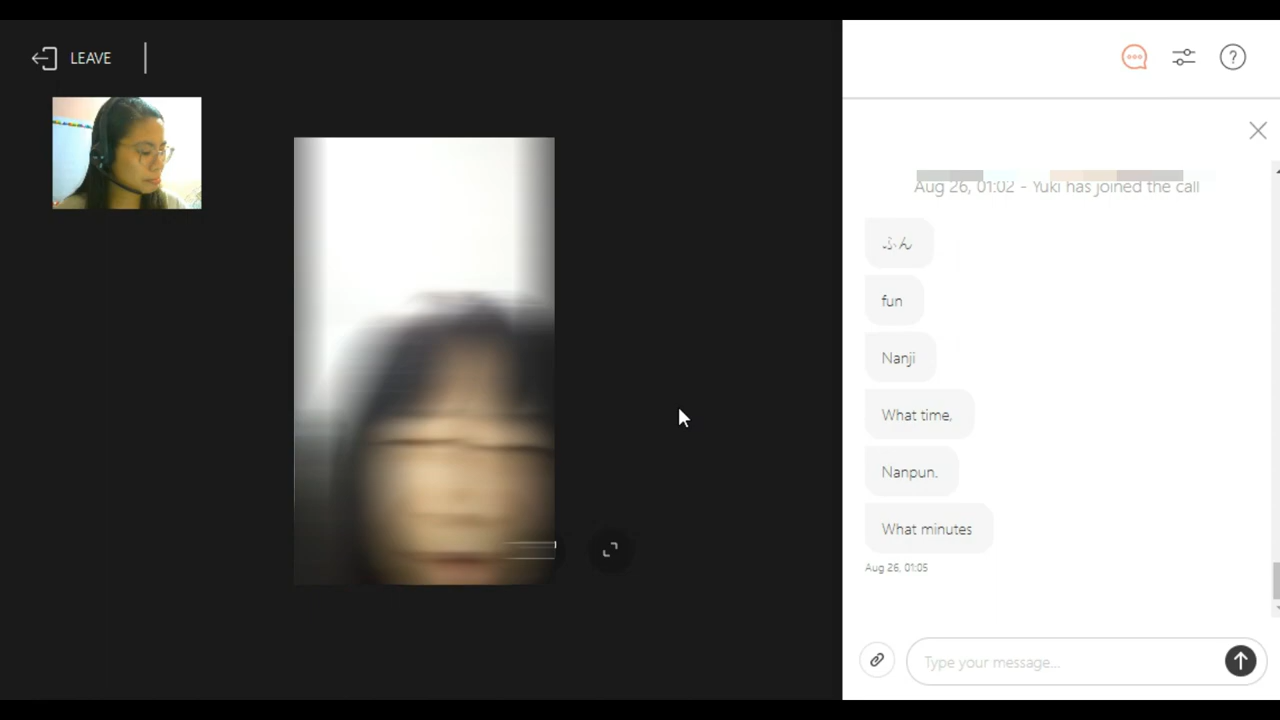 LEAVE
Aug 26, 01:02 - Yuki has joined the call
ふん
fun
Nanji
What time,
Nanpun.
What minutes
Aug 26, 01:05
Type your message...